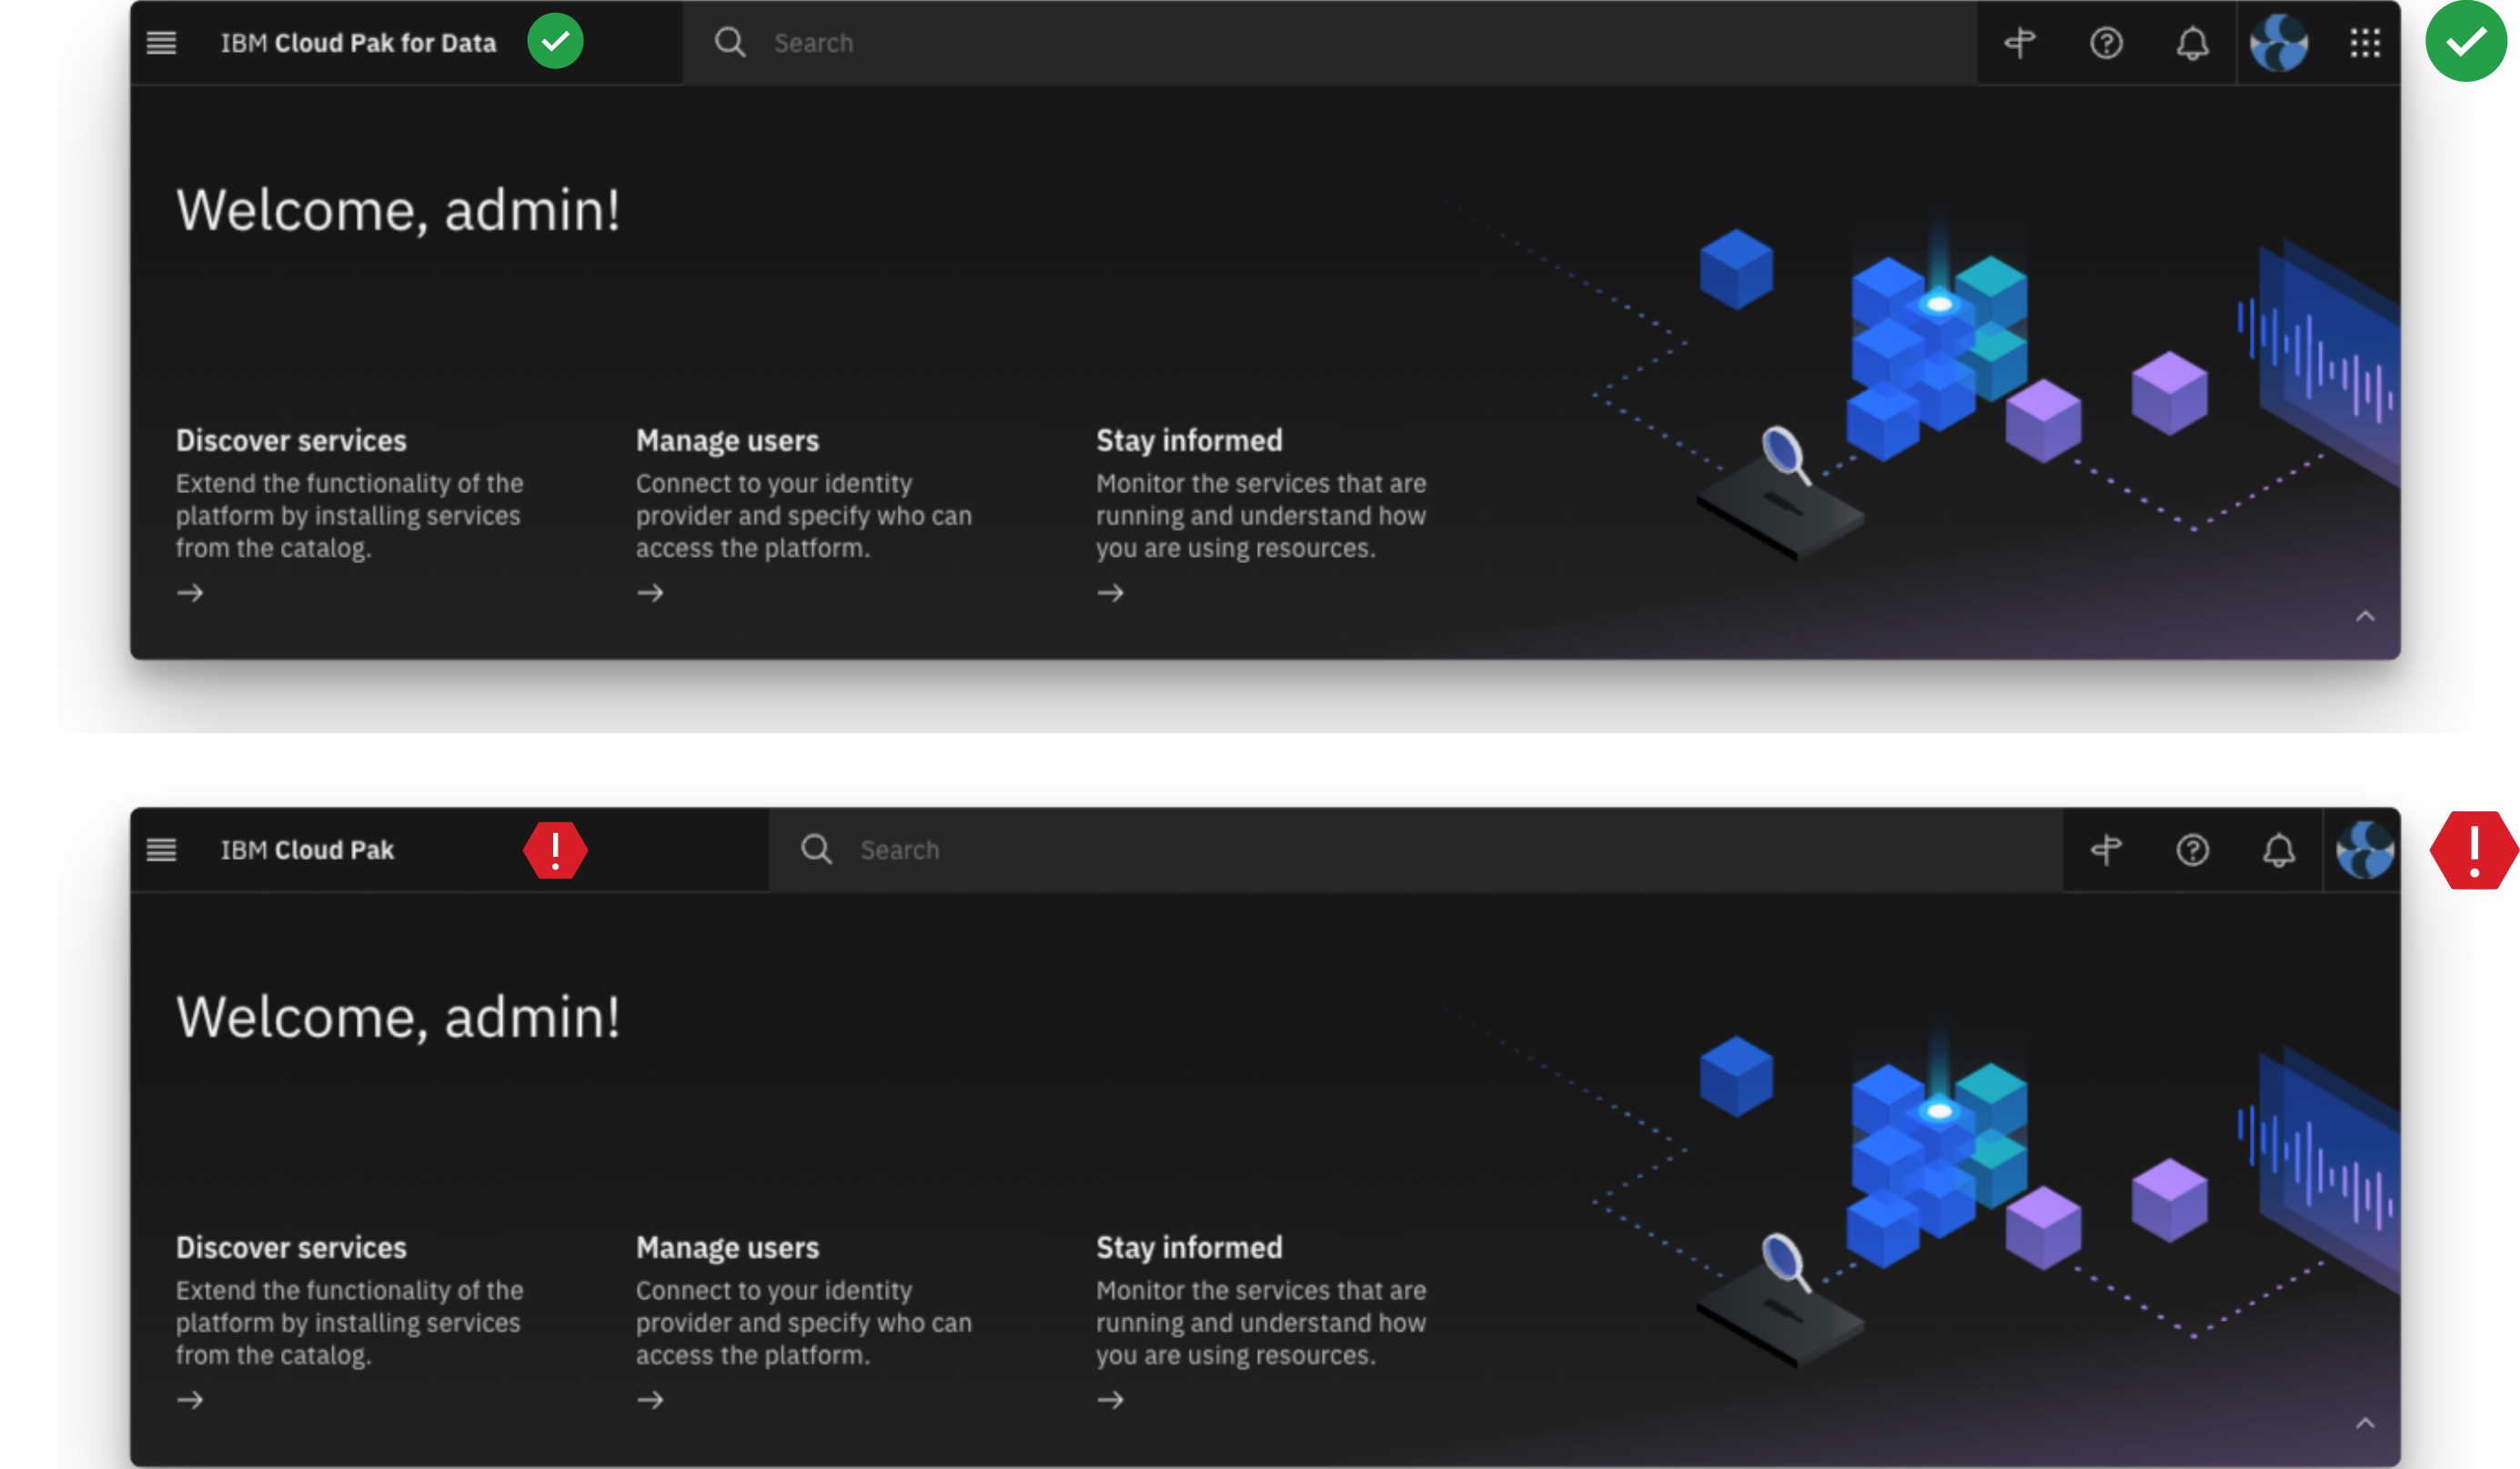 IBM Cloud Pak for Data
Search
Welcome, admin!
Discover services
Extend the functionality of the
platform by installing services
from the catalog.
Manage users
Connect to your identity
provider and specify who can
access the platform.
Stay informed
Monitor the services that are
running and understand how
you are using resources.
IBM Cloud Pak
Search
Welcome, admin!
Discover services
Extend the functionality of the
platform by installing services
from the catalog.
Manage users
Connect to your identity
provider and specify who can
access the platform.
Stay informed
Monitor the services that are
running and understand how
you are using resources.